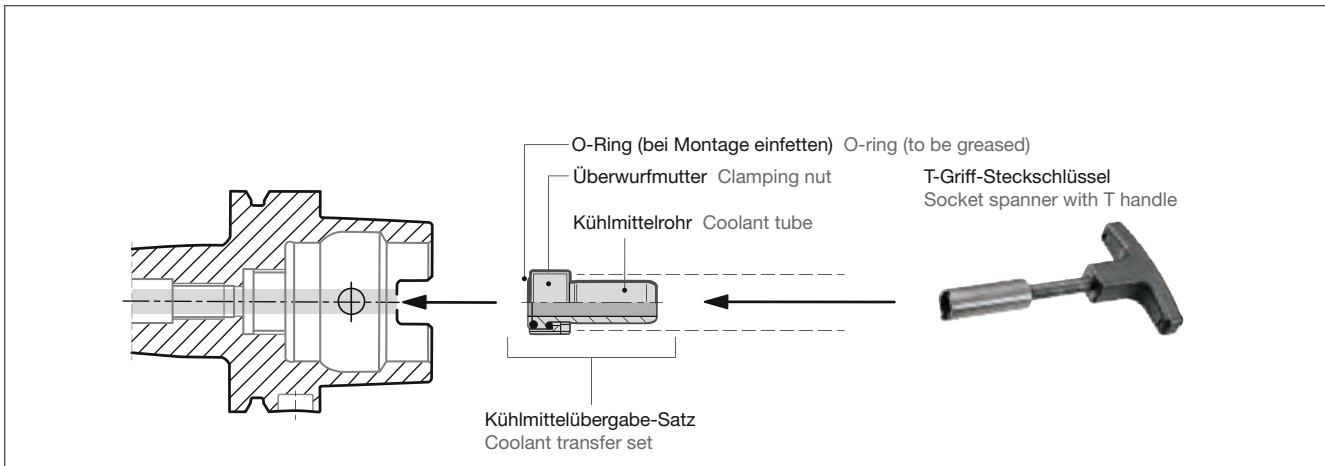 O-Ring (bei Montage einfetten) O-ring (to be greased)
Überwurfmutter Clamping nut
Kühlmittelrohr Coolant tube
T-Griff-Steckschlüssel
Socket spanner with T handle
Kühlmittelübergabe-Satz
Coolant transfer set